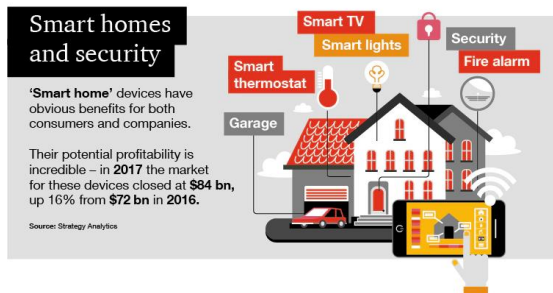 Smart homes
and security
'Smart home' devices have
obvious benefits for both
consumers and companies.
Their potential profitability is
incredible – in 2017 the market
for these devices closed at $84 bn,
up 16% from $72 bn in 2016.
Source: Strategy Analytics
Smart TV
Smart lights
Security
Fire alarm
Smart
thermostat
Garage